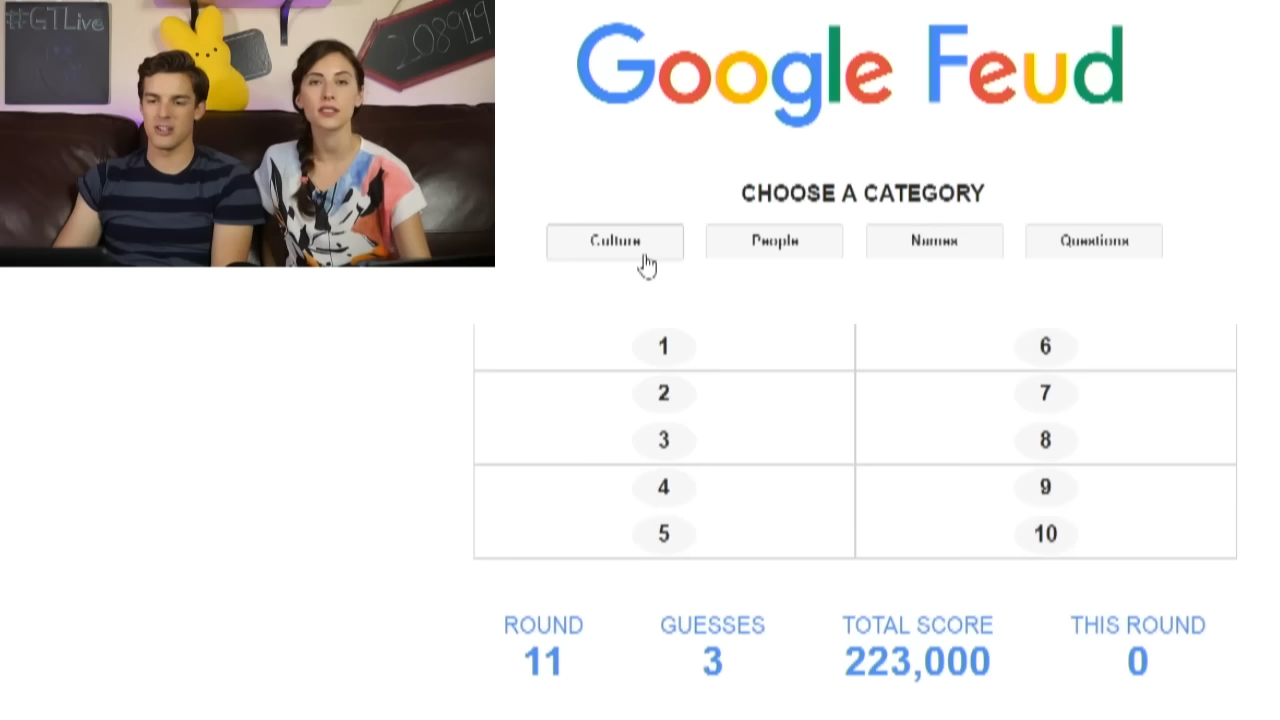 #GTLive
208919
Google Feud
CHOOSE A CATEGORY
Culture People Names Questions
1 6
2 7
3 8
4 9
5 10
ROUND GUESSES TOTAL SCORE THIS ROUND
11 3 223,000 0